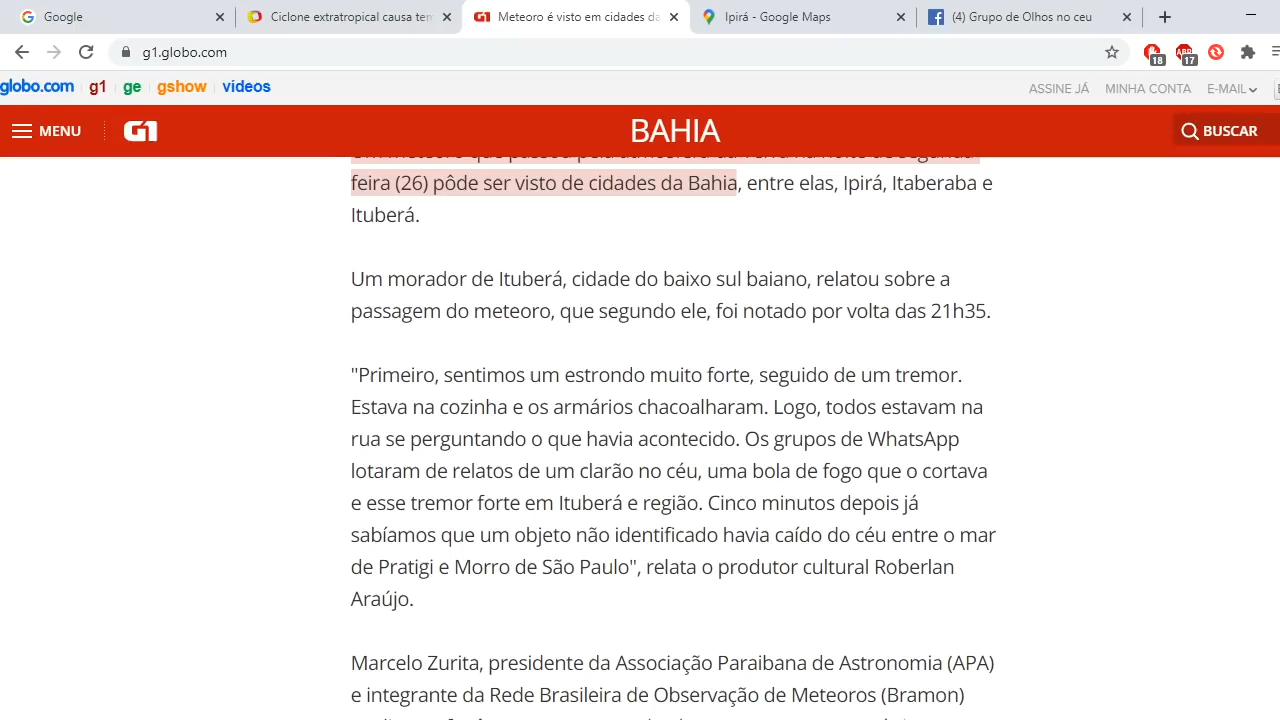 Google
Ciclone extratropical causa tem
Meteoro é visto em cidades da
Ipirá - Google Maps
(4) Grupo de Olhos no ceu
g1.globo.com
18
ABP
17
globo.com
g1
ge
gshow
vídeos
ASSINE JÁ
MINHA CONTA
E-MAIL
MENU
G1
BAHIA
BUSCAR
feira (26) pôde ser visto de cidades da Bahia, entre elas, Ipirá, Itaberaba e
Ituberá.
Um morador de Ituberá, cidade do baixo sul baiano, relatou sobre a
passagem do meteoro, que segundo ele, foi notado por volta das 21h35.
"Primeiro, sentimos um estrondo muito forte, seguido de um tremor.
Estava na cozinha e os armários chacoalharam. Logo, todos estavam na
rua se perguntando o que havia acontecido. Os grupos de WhatsApp
lotaram de relatos de um clarão no céu, uma bola de fogo que o cortava
e esse tremor forte em Ituberá e região. Cinco minutos depois já
sabíamos que um objeto não identificado havia caído do céu entre o mar
de Pratigi e Morro de São Paulo", relata o produtor cultural Roberlan
Araújo.
Marcelo Zurita, presidente da Associação Paraibana de Astronomia (APA)
e integrante da Rede Brasileira de Observação de Meteoros (Bramon)